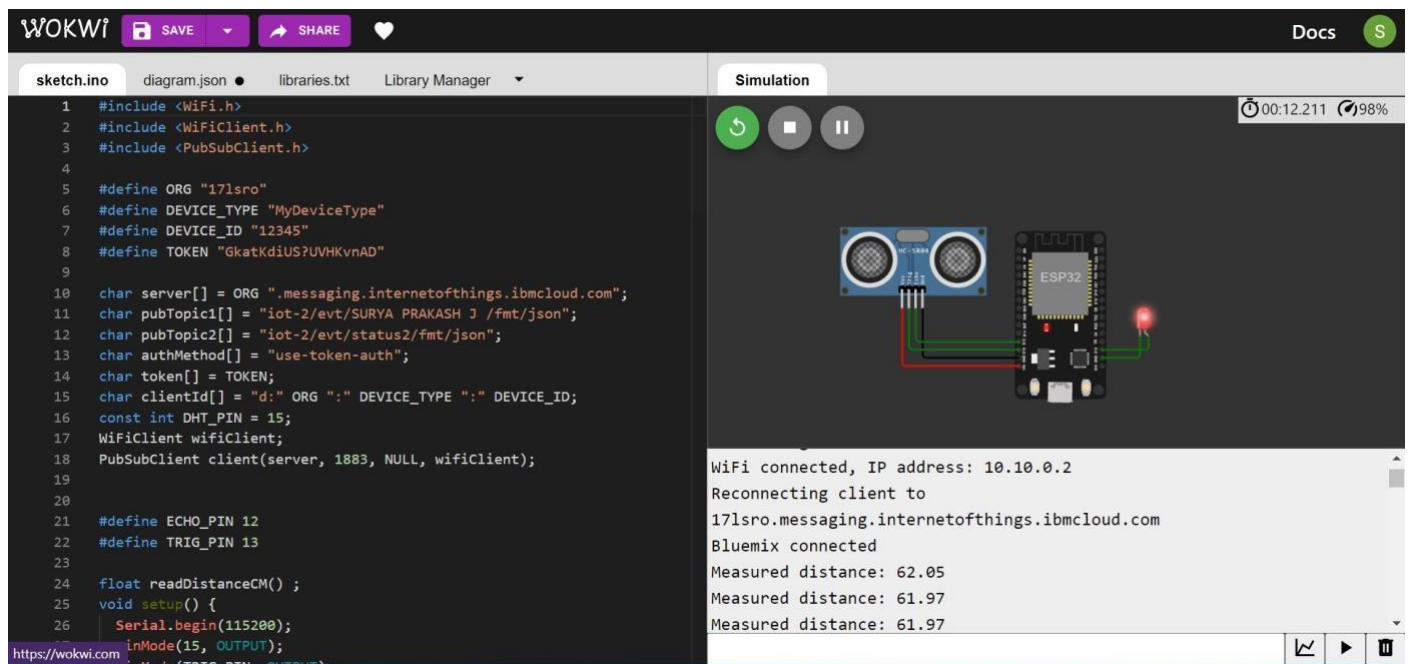 WOKWi SAVE SHARE Docs S
sketch.ino diagram.json ● libraries.txt Library Manager
Simulation
00:12.211 98%
1 #include <WiFi.h>
2 #include <WiFiClient.h>
3 #include <PubSubClient.h>
4
5 #define ORG "17lsro"
6 #define DEVICE_TYPE "MyDeviceType"
7 #define DEVICE_ID "12345"
8 #define TOKEN "GkatKdiUS?UVHKvnAD"
9
10 char server[] = ORG ".messaging.internetofthings.ibmcloud.com";
11 char pubTopic1[] = "iot-2/evt/SURYA PRAKASH J /fmt/json";
12 char pubTopic2[] = "iot-2/evt/status2/fmt/json";
13 char authMethod[] = "use-token-auth";
14 char token[] = TOKEN;
15 char clientId[] = "d:" ORG ":" DEVICE_TYPE ":" DEVICE_ID;
16 const int DHT_PIN = 15;
17 WiFiClient wifiClient;
18 PubSubClient client(server, 1883, NULL, wifiClient);
19
20
21 #define ECHO_PIN 12
22 #define TRIG_PIN 13
23
24 float readDistanceCM() ;
25 void setup() {
26 Serial.begin(115200);
inMode(15, OUTPUT);
https://wokwi.com
HC-SR04
ESP32
WiFi connected, IP address: 10.10.0.2
Reconnecting client to
17lsro.messaging.internetofthings.ibmcloud.com
Bluemix connected
Measured distance: 62.05
Measured distance: 61.97
Measured distance: 61.97